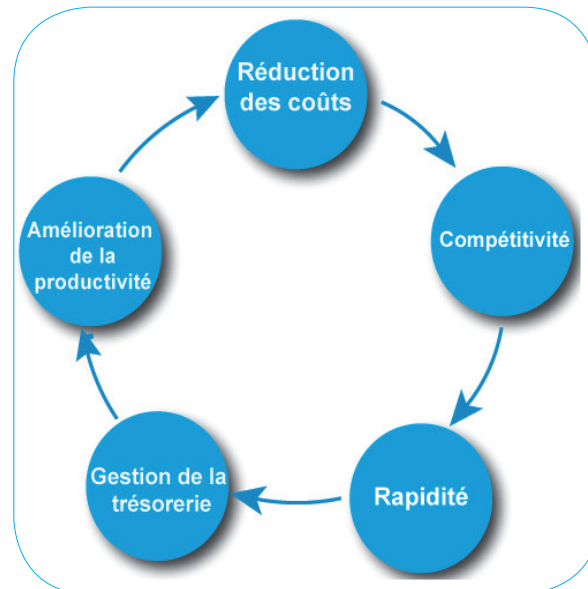 Réduction
des coûts
Compétitivité
Rapidité
Gestion de la
trésorerie
Amélioration
de la
productivité